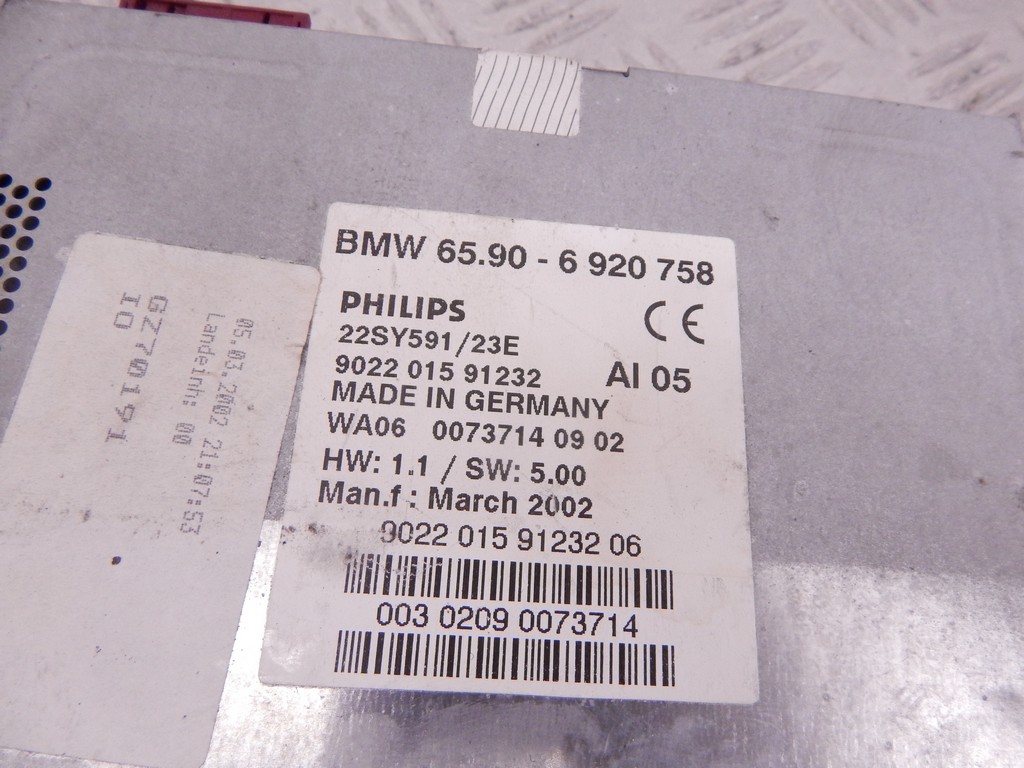 BMW 65.90 - 6 920 758
PHILIPS CE
22SY591/23E
9022 015 91232 AI 05
MADE IN GERMANY
WA06 0073714 09 02
HW: 1.1 / SW: 5.00
Man.f : March 2002
9022 015 91232 06
003 0209 0073714
05.03.2002 21:07:53
Landeinh: 00
GZ770191
IO